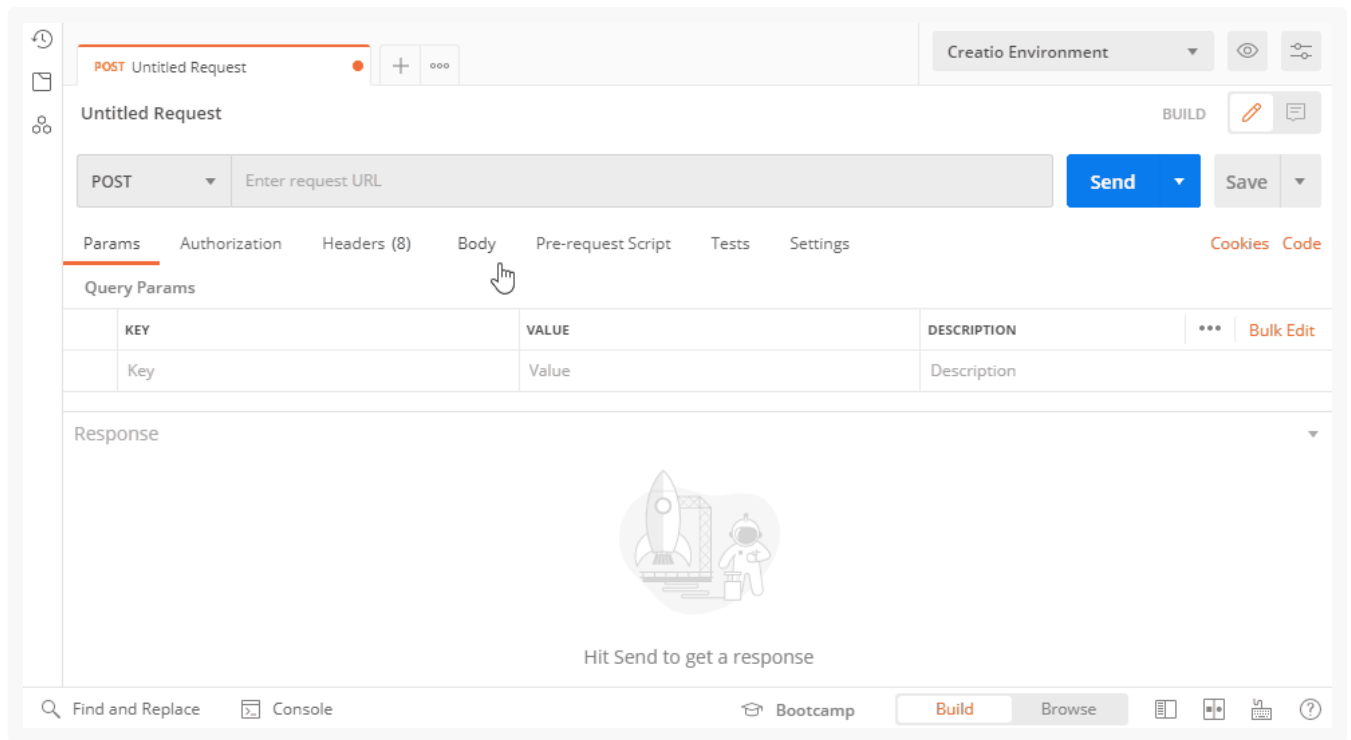 POST Untitled Request
Creatio Environment
Untitled Request
BUILD
POST
Enter request URL
Send
Save
Params Authorization Headers (8) Body Pre-request Script Tests Settings Cookies Code
Query Params
KEY VALUE DESCRIPTION Bulk Edit
Key Value Description
Response
Hit Send to get a response
Find and Replace Console Bootcamp Build Browse